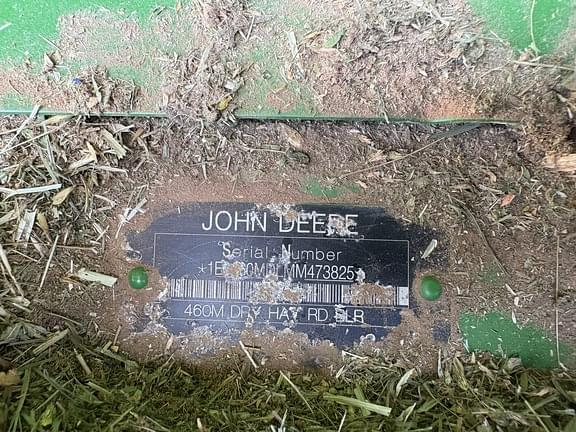 JOHN DEERE
Serial Number
460M DRY HAY RD BLR